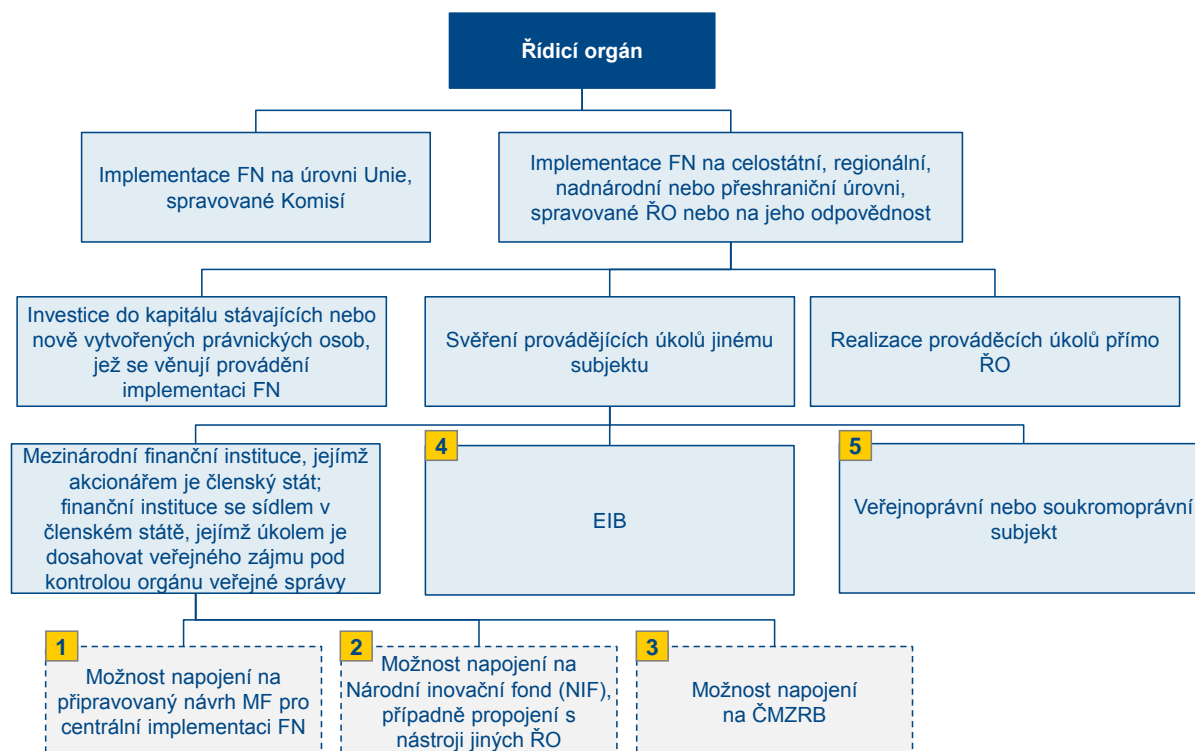 Řídicí orgán
Implementace FN na úrovni Unie,
spravované Komisí
Implementace FN na celostátní, regionální,
nadnárodní nebo přeshraniční úrovni,
spravované ŘO nebo na jeho odpovědnost
Investice do kapitálu stávajících nebo
nově vytvořených právnických osob,
jež se věnují provádění
implementaci FN
Svěření provádějících úkolů jinému
subjektu
Realizace prováděcích úkolů přímo
ŘO
Mezinárodní finanční instituce, jejímž
akcionářem je členský stát;
finanční instituce se sídlem v
členském státě, jejímž úkolem je
dosahovat veřejného zájmu pod
kontrolou orgánu veřejné správy
4
EIB
5
Veřejnoprávní nebo soukromoprávní
subjekt
1
Možnost napojení na
připravovaný návrh MF pro
centrální implementaci FN
2
Možnost napojení na
Národní inovační fond (NIF),
případně propojení s
nástroji jiných ŘO
3
Možnost napojení
na ČMZRB